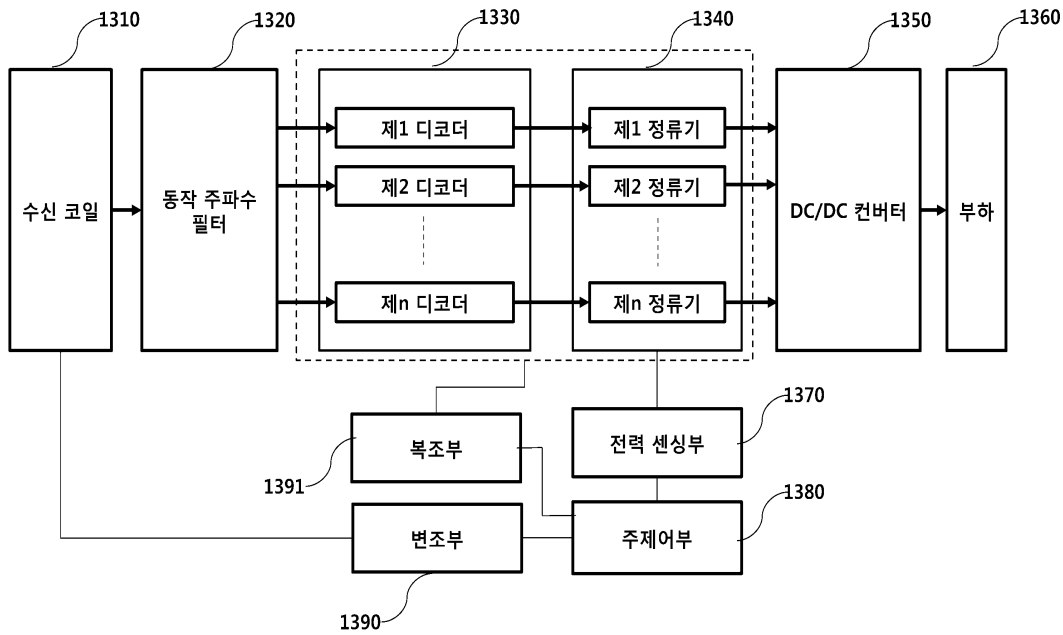 1310
1320
1330
1340
1350
1360
수신 코일
동작 주파수
필터
제1 디코더
제1 정류기
제2 디코더
제2 정류기
제n 디코더
제n 정류기
DC/DC 컨버터
부하
복조부
1391
전력 센싱부
1370
변조부
1390
주제어부
1380